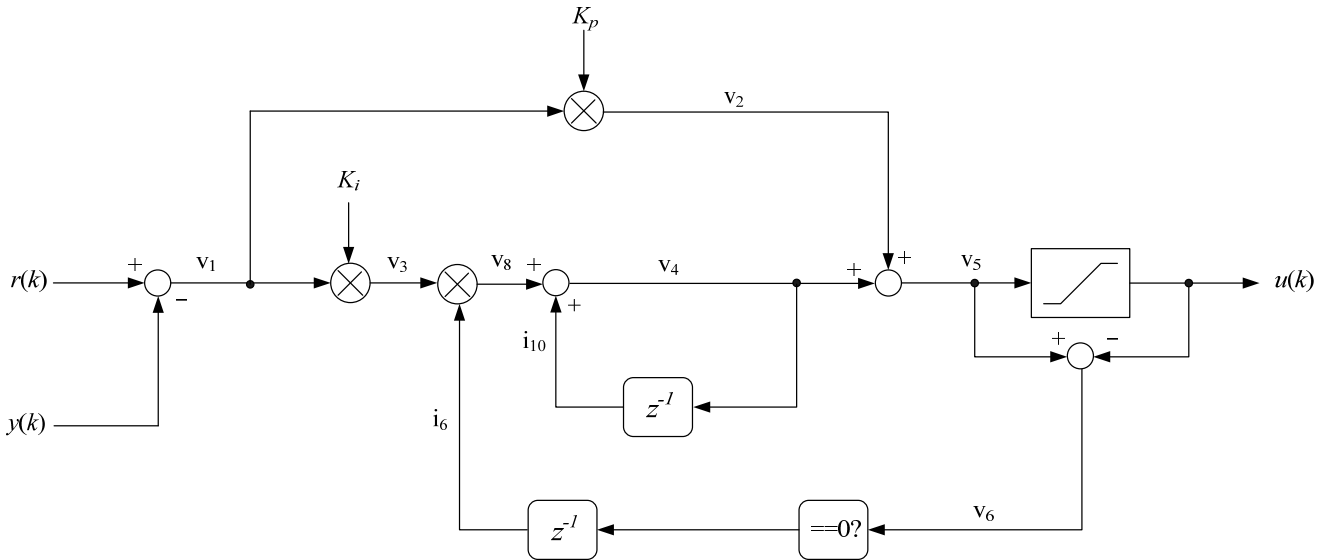 K_p
v_2
K_i
r(k)
+
−
v_1
v_3
v_8
+
+
v_4
+
+
v_5
u(k)
+
−
i_10
z^-1
y(k)
i_6
z^-1
==0?
v_6